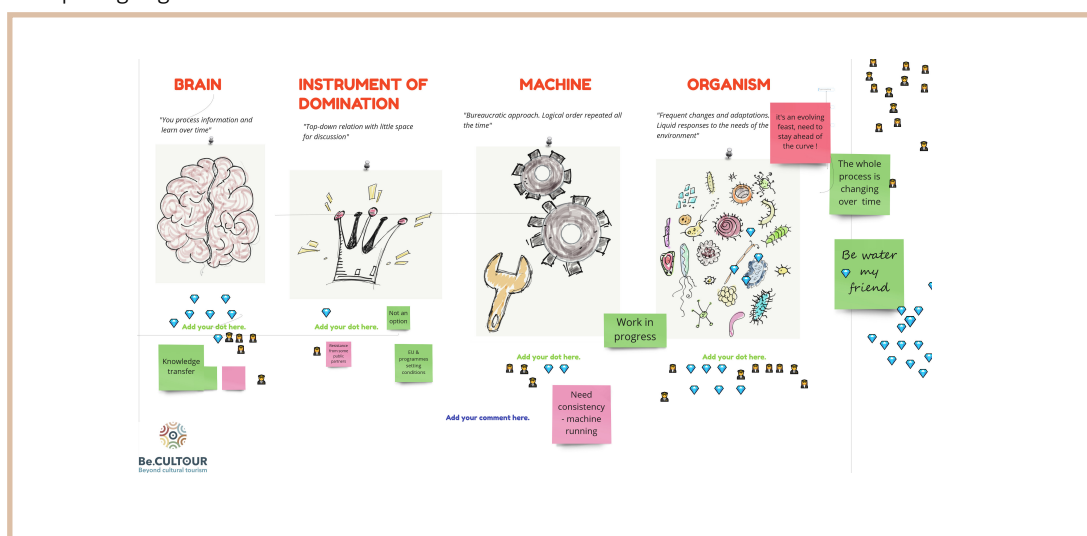 BRAIN
"You process information and
learn over time"
Add your dot here.
Knowledge
transfer
INSTRUMENT OF
DOMINATION
"Top-down relation with little space
for discussion"
Add your dot here.
Not an
option
from some
public
partners
EU &
programmes
setting
conditions
MACHINE
"Bureaucratic approach. Logical order repeated all
the time"
Work in
progress
Add your dot here.
Need
consistency
- machine
running
Add your comment here.
ORGANISM
"Frequent changes and adaptations.
Liquid responses to the needs of the
environment"
Add your dot here.
it's an evolving
feast, need to
stay ahead of
the curve !
The whole
process is
changing
over time
Be water
my
friend
Be.CULTOUR
Beyond cultural tourism